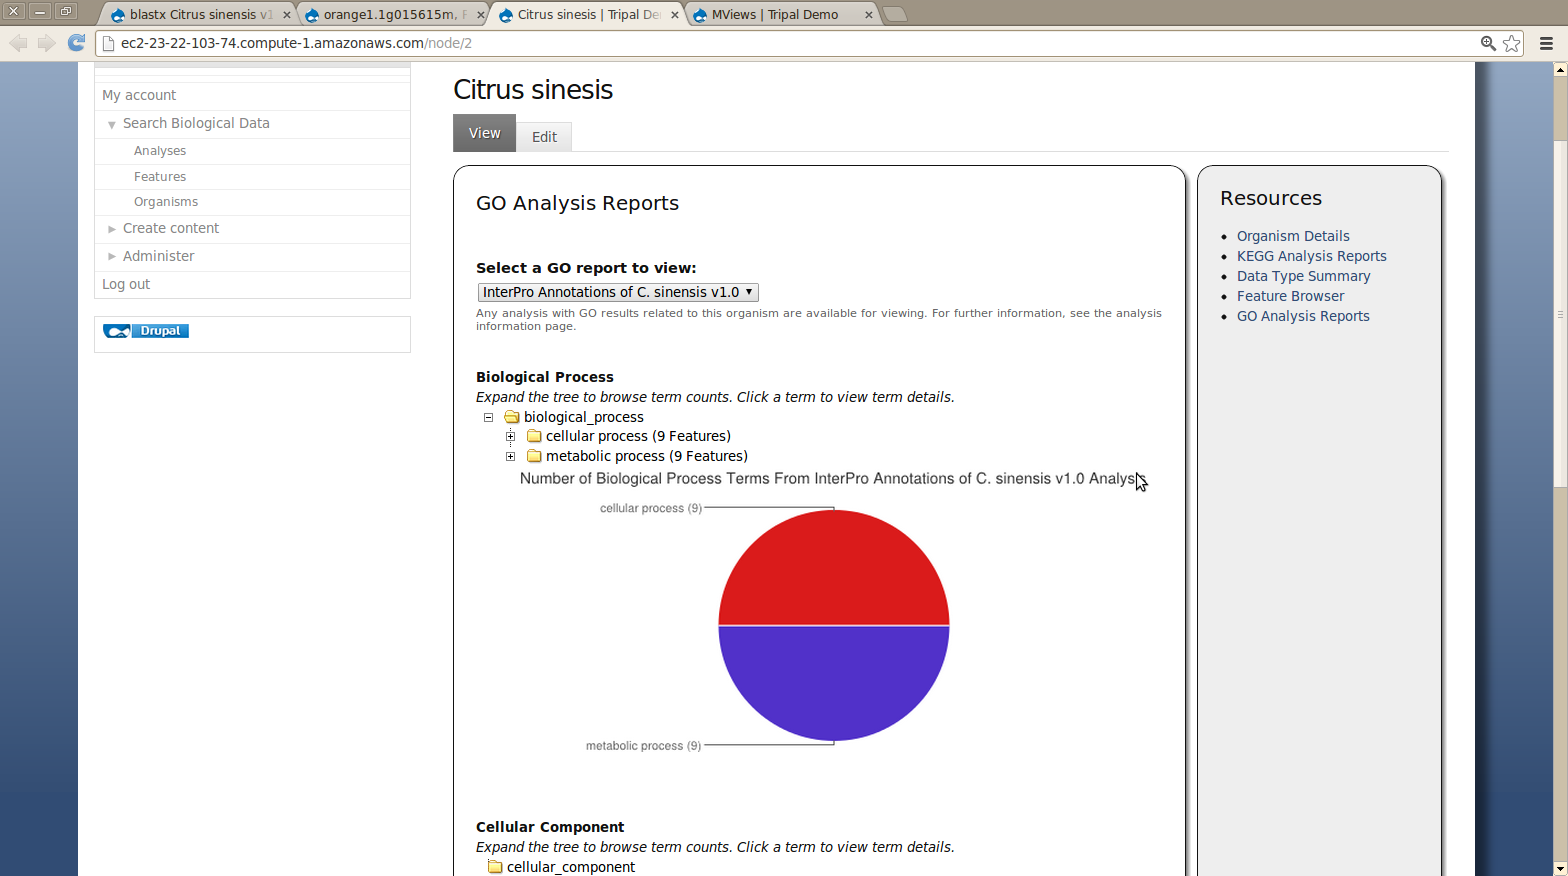 blastx Citrus sinensis v1
orange1.1g015615m, F
Citrus sinesis | Tripal De
MViews | Tripal Demo
ec2-23-22-103-74.compute-1.amazonaws.com/node/2
My account
Search Biological Data
Analyses
Features
Organisms
Create content
Administer
Log out
Drupal
Citrus sinesis
View
Edit
GO Analysis Reports
Select a GO report to view:
InterPro Annotations of C. sinensis v1.0
Any analysis with GO results related to this organism are available for viewing. For further information, see the analysis
information page.
Biological Process
Expand the tree to browse term counts. Click a term to view term details.
biological_process
cellular process (9 Features)
metabolic process (9 Features)
Number of Biological Process Terms From InterPro Annotations of C. sinensis v1.0 Analysis
cellular process (9)
metabolic process (9)
Cellular Component
Expand the tree to browse term counts. Click a term to view term details.
cellular_component
Resources
Organism Details
KEGG Analysis Reports
Data Type Summary
Feature Browser
GO Analysis Reports